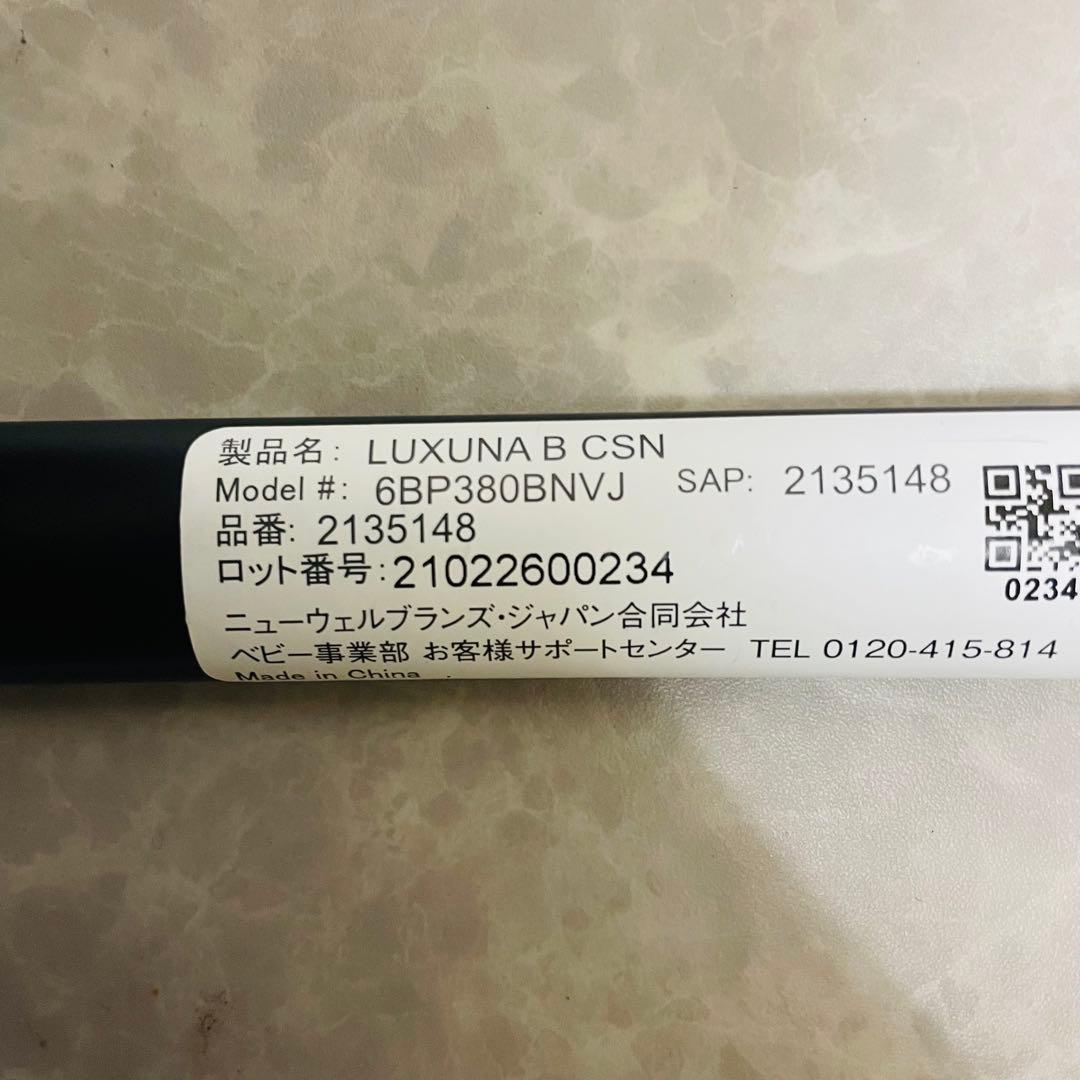 製品名: LUXUNA B CSN
Model #: 6BP380BNVJ SAP: 2135148
品番: 2135148
ロット番号:21022600234
0234
ニューウェルブランズ・ジャパン合同会社
ベビー事業部 お客様サポートセンター TEL 0120-415-814
Made in China